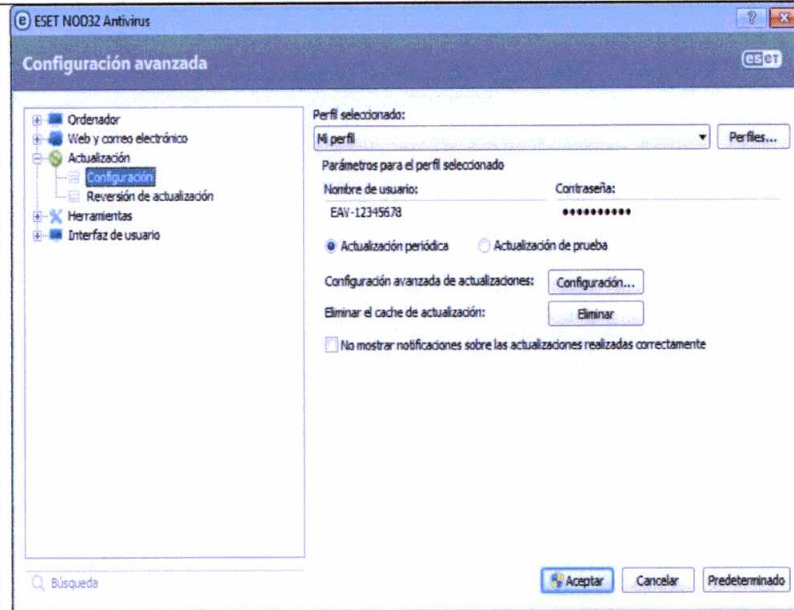 ESET NOD32 Antivirus
Configuración avanzada
eset
Ordenador
Web y correo electrónico
Actualización
Configuración
Reversión de actualización
Herramientas
Interfaz de usuario
Perfil seleccionado:
Mi perfil
Perfiles...
Parámetros para el perfil seleccionado
Nombre de usuario: Contraseña:
EAV-12345678 ••••••••••
Actualización periódica Actualización de prueba
Configuración avanzada de actualizaciones: Configuración...
Eliminar el cache de actualización: Eliminar
No mostrar notificaciones sobre las actualizaciones realizadas correctamente
Búsqueda
Aceptar Cancelar Predeterminado